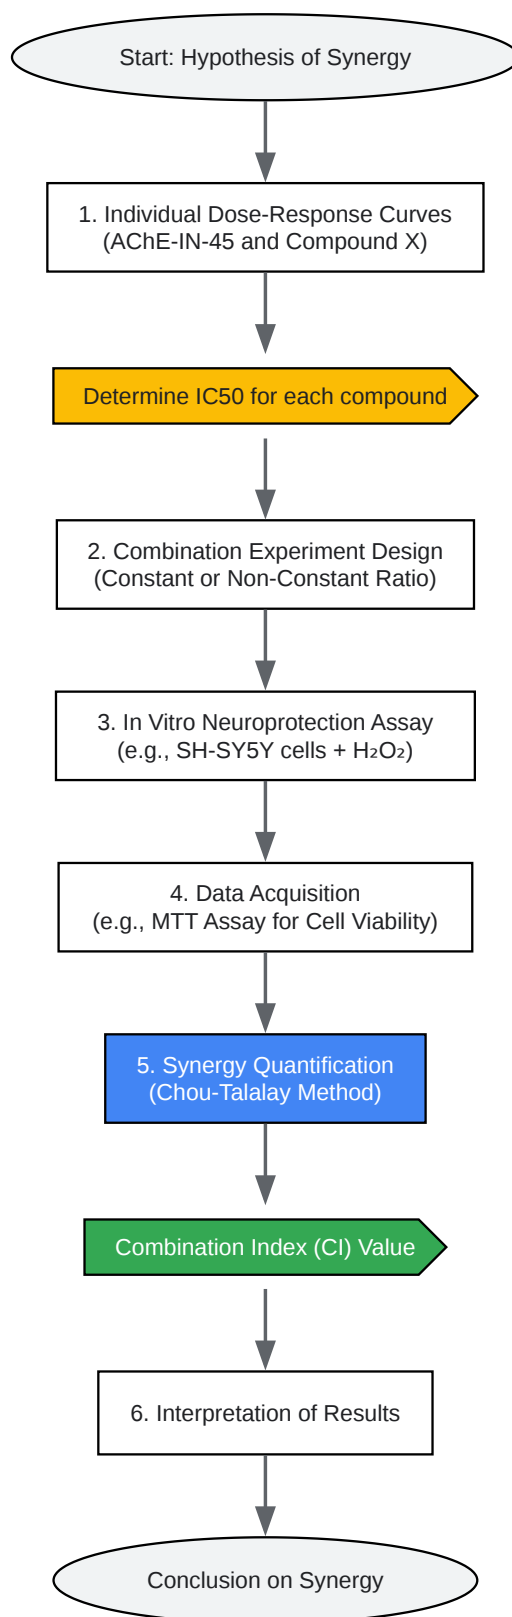 Start: Hypothesis of Synergy
1. Individual Dose-Response Curves
(AChE-IN-45 and Compound X)
Determine IC50 for each compound
2. Combination Experiment Design
(Constant or Non-Constant Ratio)
3. In Vitro Neuroprotection Assay
(e.g., SH-SY5Y cells + H₂O₂)
4. Data Acquisition
(e.g., MTT Assay for Cell Viability)
5. Synergy Quantification
(Chou-Talalay Method)
Combination Index (CI) Value
6. Interpretation of Results
Conclusion on Synergy